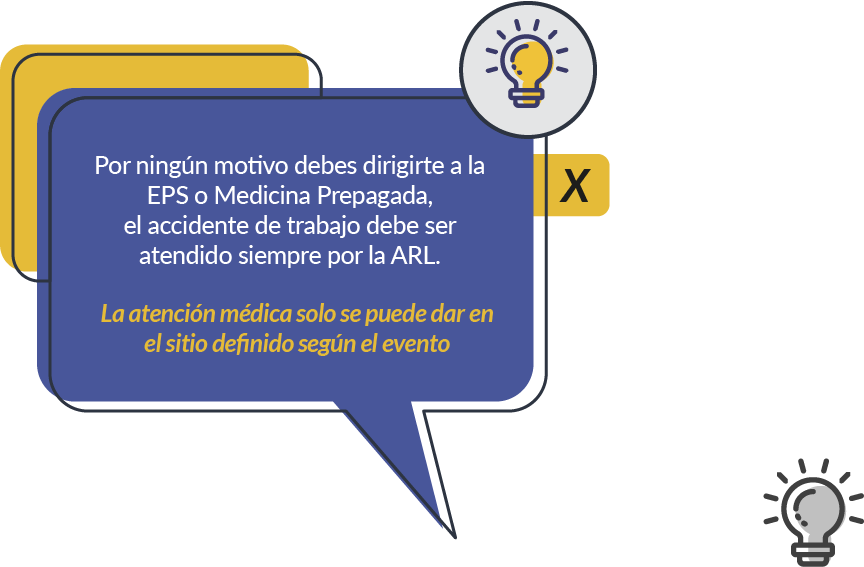 Por ningún motivo debes dirigirte a la
EPS o Medicina Prepagada,
el accidente de trabajo debe ser
atendido siempre por la ARL.
La atención médica solo se puede dar en
el sitio definido según el evento
X